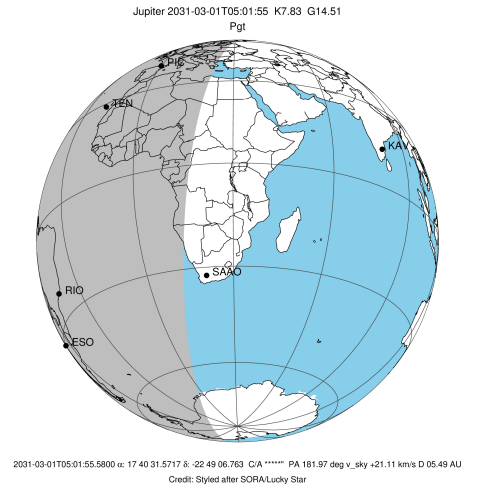 Jupiter 2031-03-01T05:01:55 K7.83 G14.51
Pgt
PIC
TEN
KAV
SAAO
RIO
ESO
2031-03-01T05:01:55.5800 α: 17 40 31.5717 δ: -22 49 06.763 C/A *****" PA 181.97 deg v_sky +21.11 km/s D 05.49 AU
Credit: Styled after SORA/Lucky Star